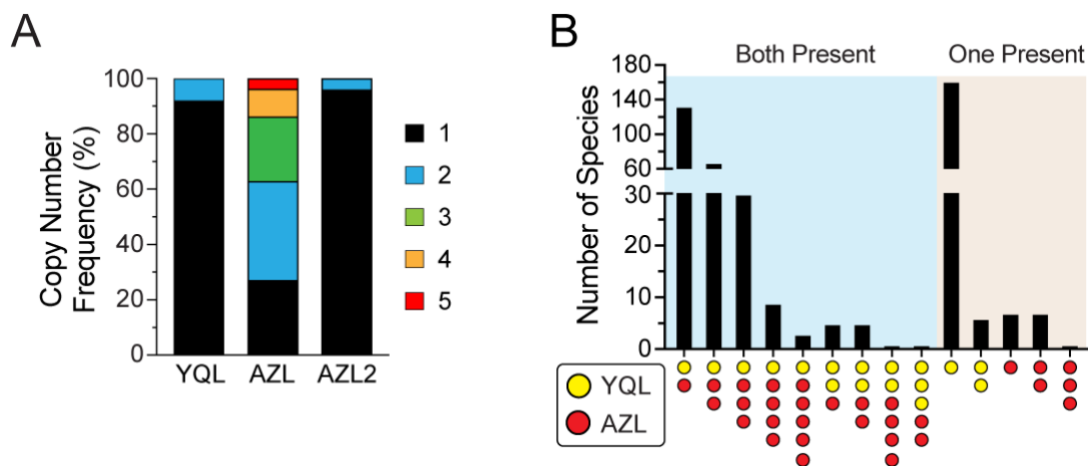 A
Copy Number
Frequency (%)
100
80
60
40
20
0
YQL AZL AZL2
1
2
3
4
5
B
Both Present One Present
Number of Species
180
140
100
60
30
20
10
0
YQL
AZL